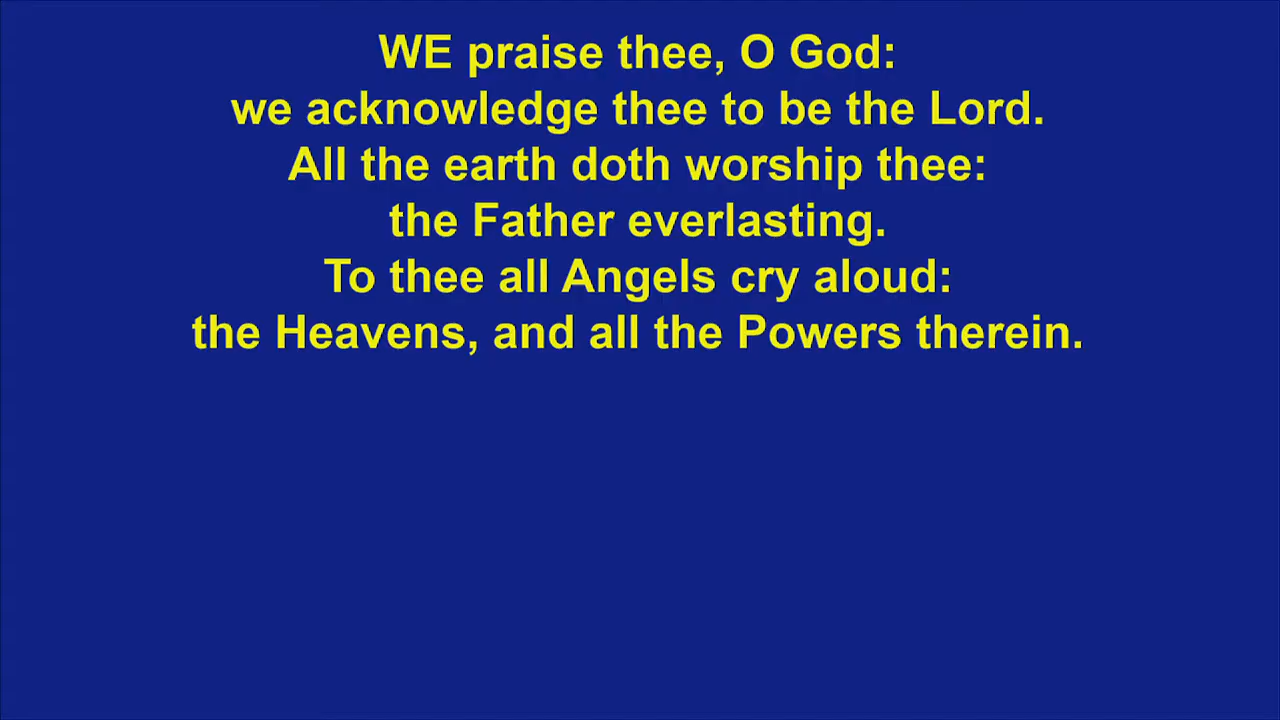 WE praise thee, O God:
we acknowledge thee to be the Lord.
All the earth doth worship thee:
the Father everlasting.
To thee all Angels cry aloud:
the Heavens, and all the Powers therein.